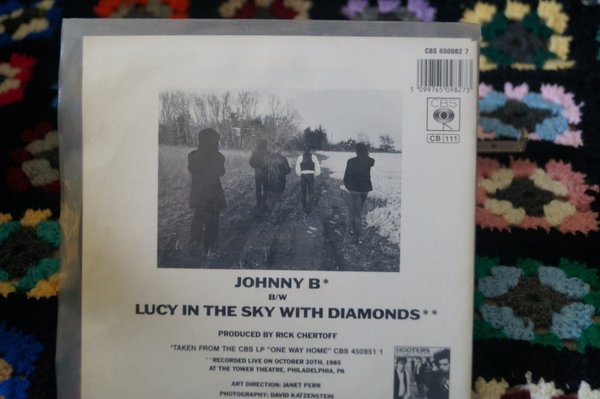 CBS 650982 7
5 099765 098273
CBS
CB 111
JOHNNY B*
B/W
LUCY IN THE SKY WITH DIAMONDS**
PRODUCED BY RICK CHERTOFF
*TAKEN FROM THE CBS LP "ONE WAY HOME" CBS 450851 1
**RECORDED LIVE ON OCTOBER 20TH, 1985
AT THE TOWER THEATRE, PHILADELPHIA, PA
ART DIRECTION: JANET PERR
PHOTOGRAPHY: DAVID KATZENSTEIN
HOOTERS